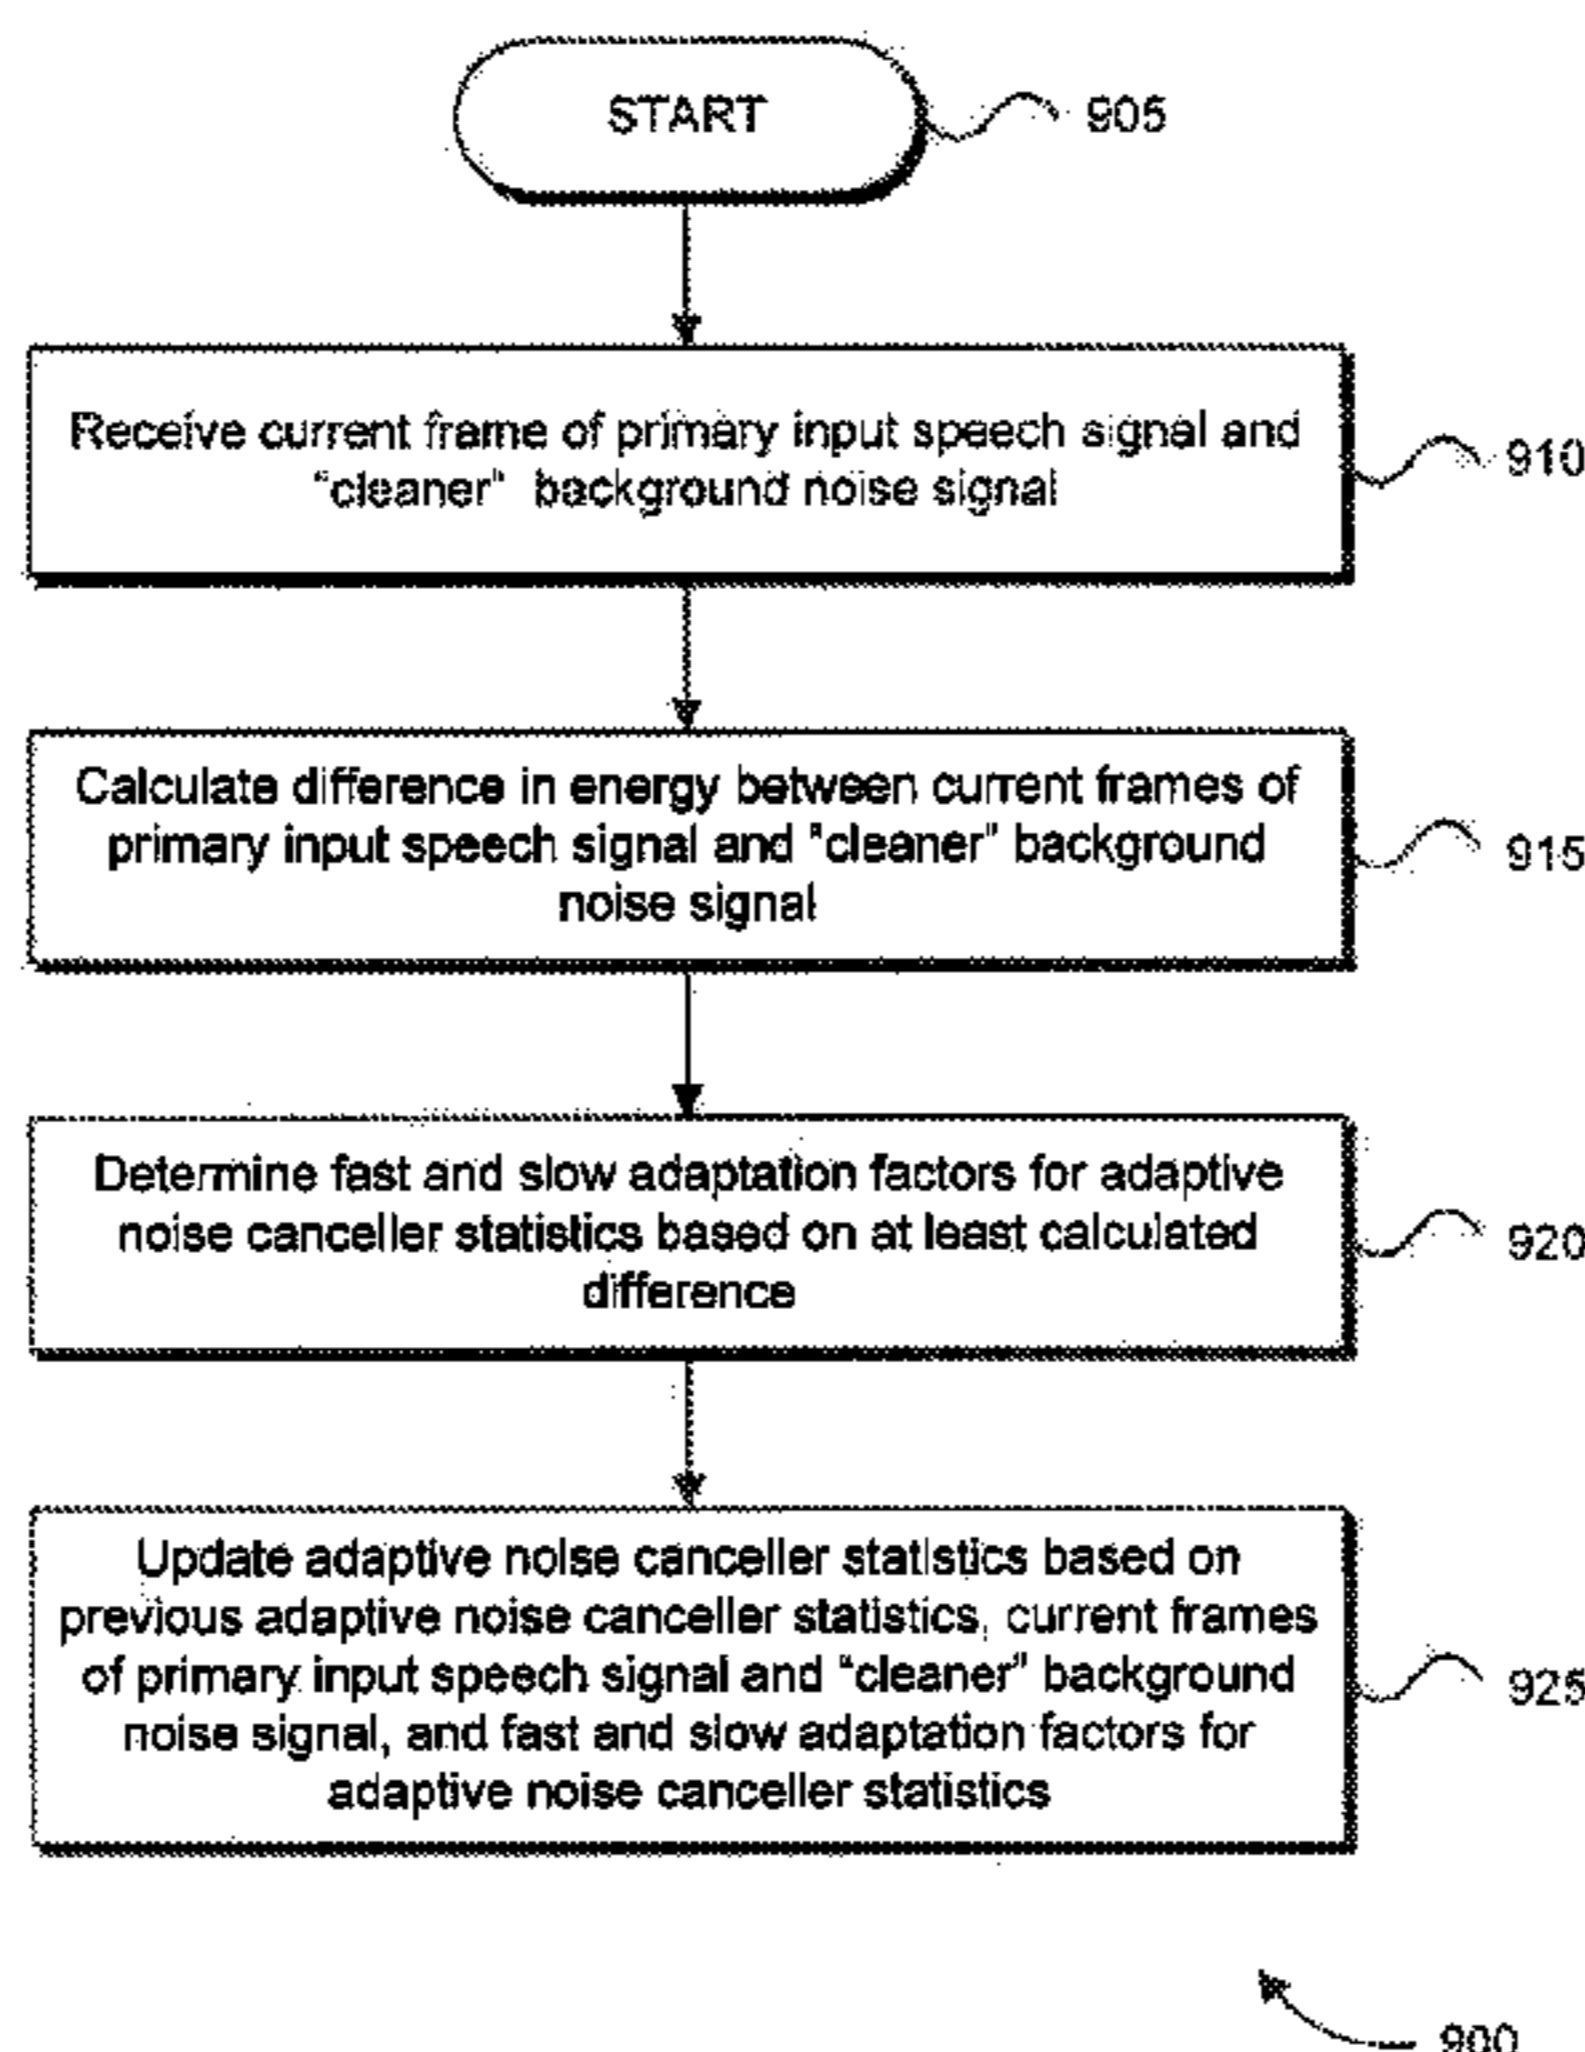 START
905
Receive current frame of primary input speech signal and
"cleaner" background noise signal
910
Calculate difference in energy between current frames of
primary input speech signal and "cleaner" background
noise signal
915
Determine fast and slow adaptation factors for adaptive
noise canceller statistics based on at least calculated
difference
920
Update adaptive noise canceller statistics based on
previous adaptive noise canceller statistics, current frames
of primary input speech signal and "cleaner" background
noise signal, and fast and slow adaptation factors for
adaptive noise canceller statistics
925
900